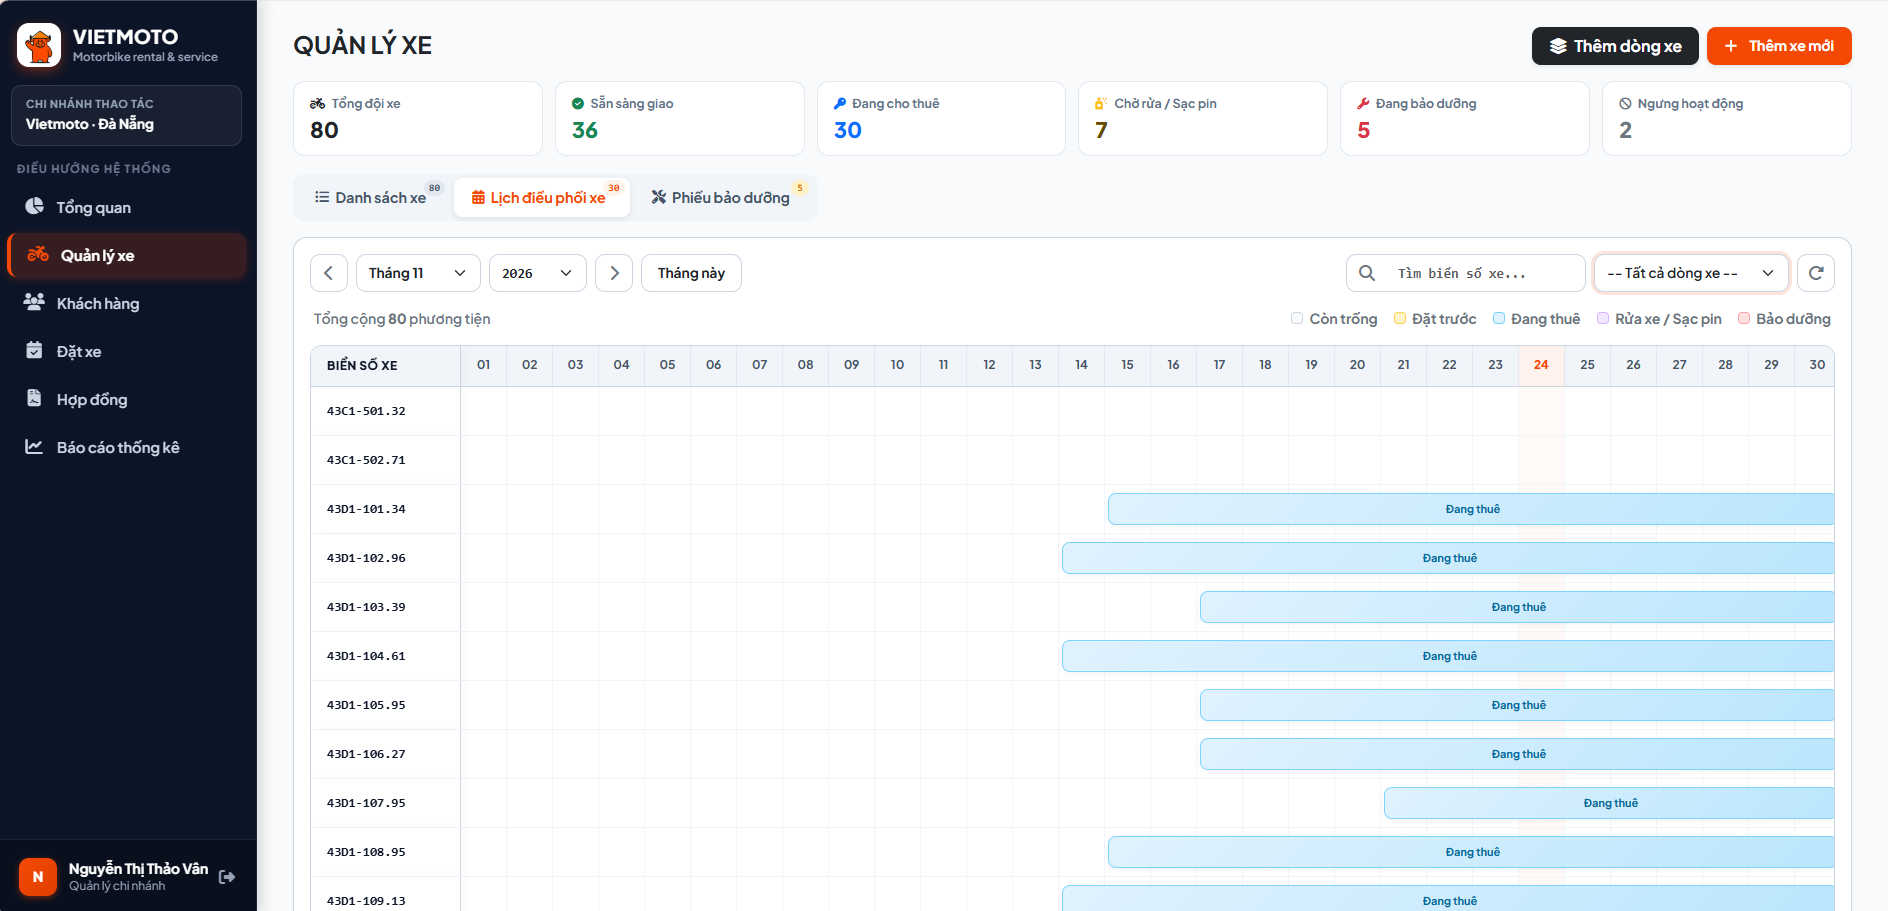 VIETMOTO
Motorbike rental & service
CHI NHÁNH THAO TÁC
Vietmoto · Đà Nẵng
ĐIỀU HƯỚNG HỆ THỐNG
Tổng quan
Quản lý xe
Khách hàng
Đặt xe
Hợp đồng
Báo cáo thống kê
N
Nguyễn Thị Thảo Vân
Quản lý chi nhánh
QUẢN LÝ XE
Thêm dòng xe
Thêm xe mới
Tổng đội xe
80
Sẵn sàng giao
36
Đang cho thuê
30
Chờ rửa / Sạc pin
7
Đang bảo dưỡng
5
Ngưng hoạt động
2
Danh sách xe 80
Lịch điều phối xe 30
Phiếu bảo dưỡng 5
Tháng 11
2026
Tháng này
Tìm biển số xe...
-- Tất cả dòng xe --
Tổng cộng 80 phương tiện
Còn trống Đặt trước Đang thuê Rửa xe / Sạc pin Bảo dưỡng
BIỂN SỐ XE 01 02 03 04 05 06 07 08 09 10 11 12 13 14 15 16 17 18 19 20 21 22 23 24 25 26 27 28 29 30
43C1-501.32
43C1-502.71
43D1-101.34 Đang thuê
43D1-102.96 Đang thuê
43D1-103.39 Đang thuê
43D1-104.61 Đang thuê
43D1-105.95 Đang thuê
43D1-106.27 Đang thuê
43D1-107.95 Đang thuê
43D1-108.95 Đang thuê
43D1-109.13 Đang thuê